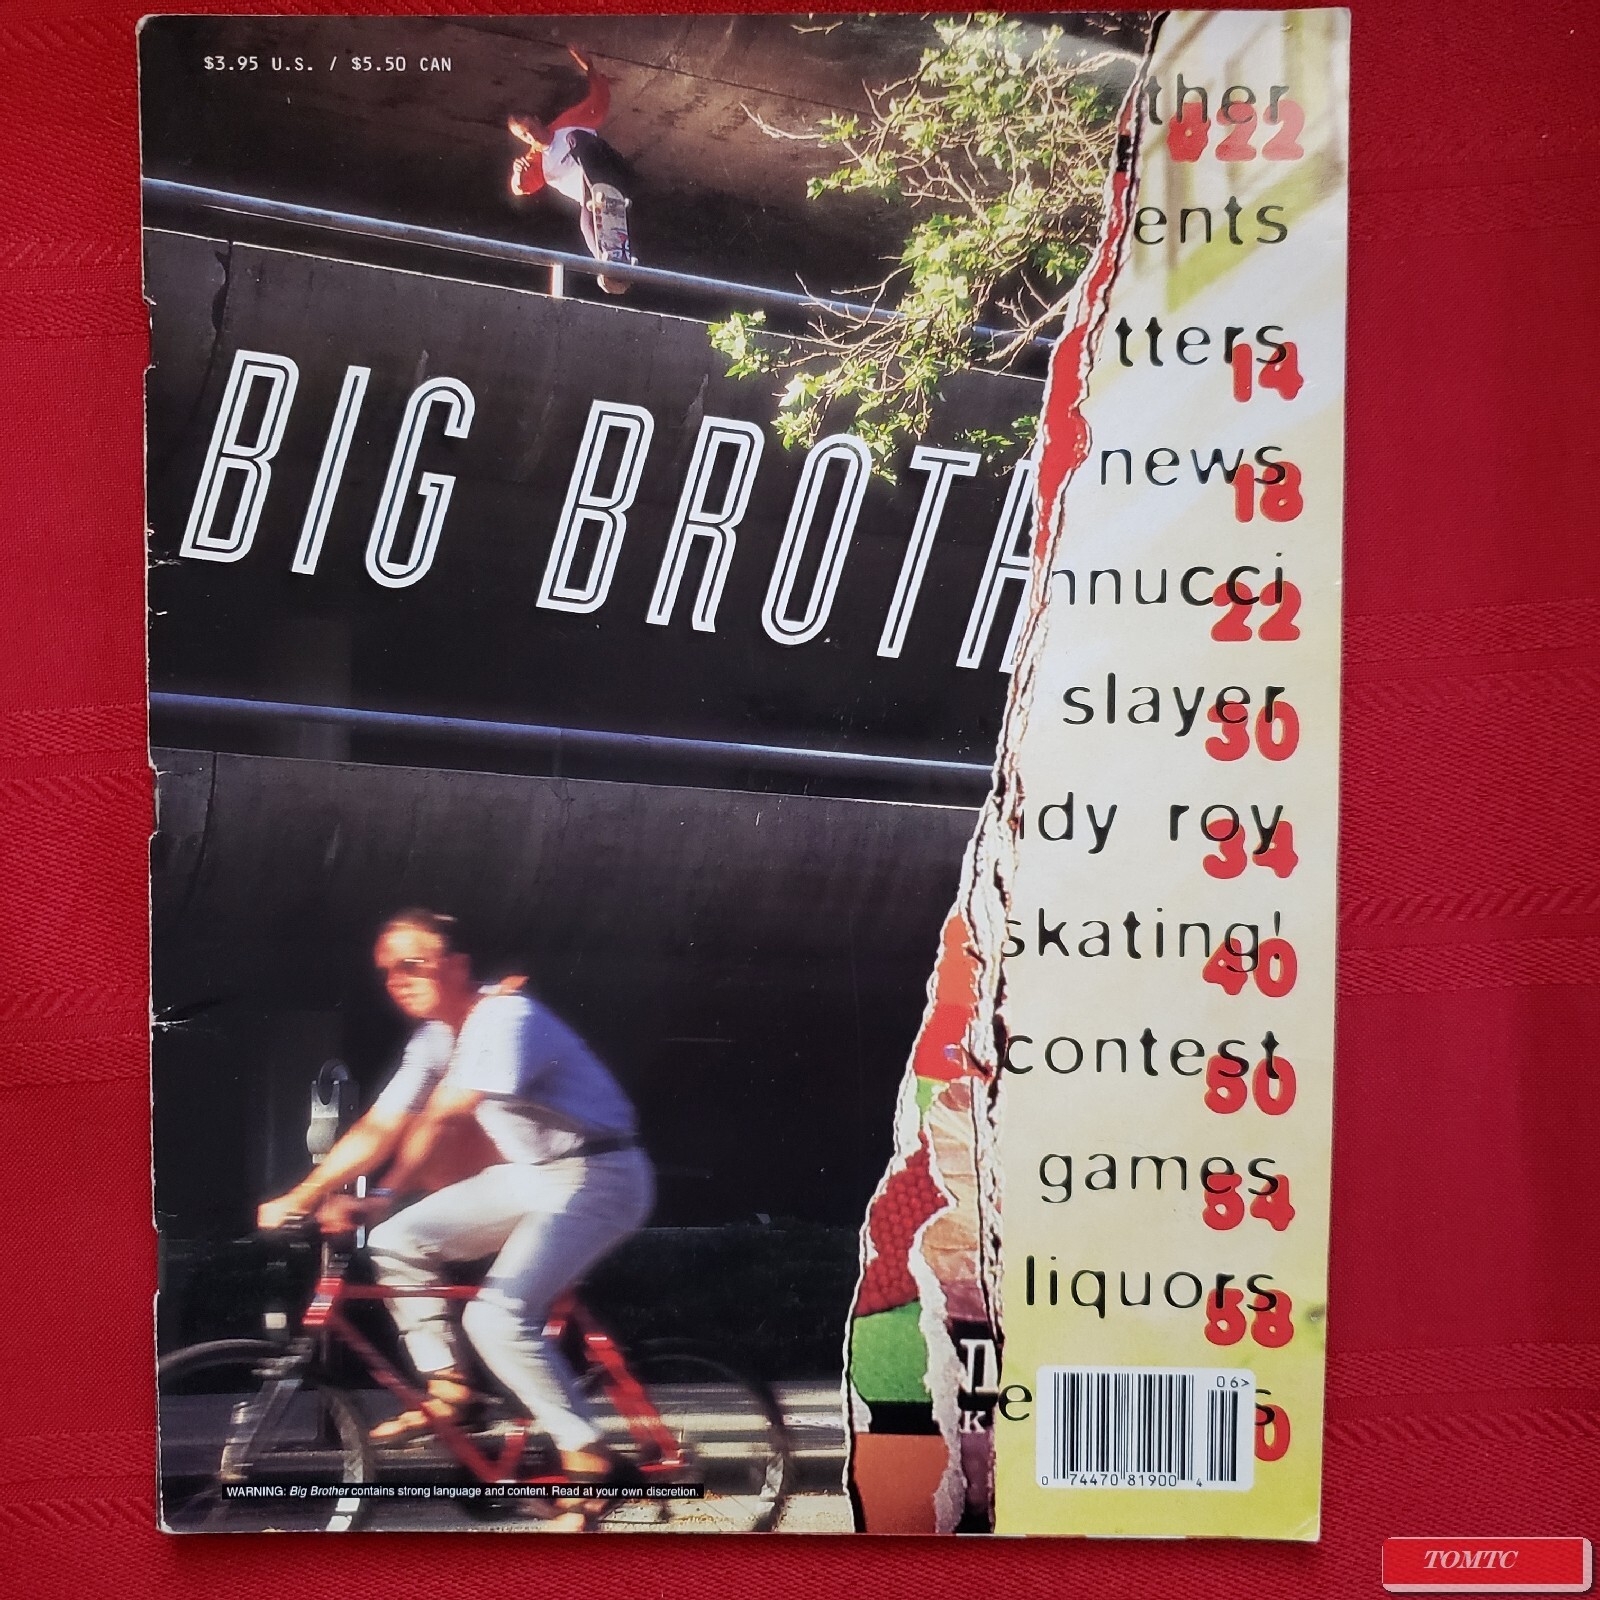 $3.95 U.S. / $5.50 CAN
BIG BROTH
ther
#22
ents
tters
14
news
18
nnucci
22
slayer
30
dy roy
34
skating!
40
contest
50
games
54
liquors
58
K
06>
0 74470 81900 4
WARNING: Big Brother contains strong language and content. Read at your own discretion.
TOMTC